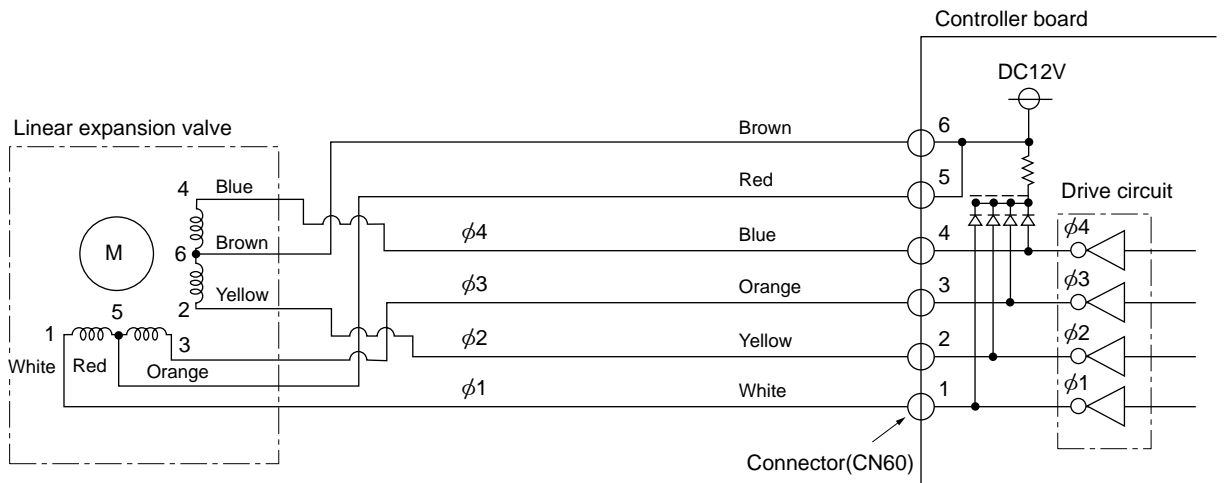 Controller board
DC12V
Linear expansion valve
Brown 6
4 Blue
Red 5
Drive circuit
M
6 Brown
ϕ4 Blue 4 ϕ4
2 Yellow
ϕ3 Orange 3 ϕ3
1 5 3
ϕ2 Yellow 2 ϕ2
White Red Orange
ϕ1 White 1 ϕ1
Connector(CN60)